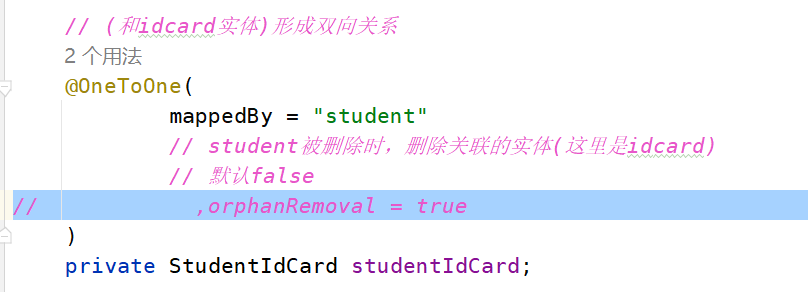 // (和idcard实体)形成双向关系
2 个用法
@OneToOne(
mappedBy = "student"
// student被删除时，删除关联的实体(这里是idcard)
// 默认false
// ,orphanRemoval = true
)
private StudentIdCard studentIdCard;